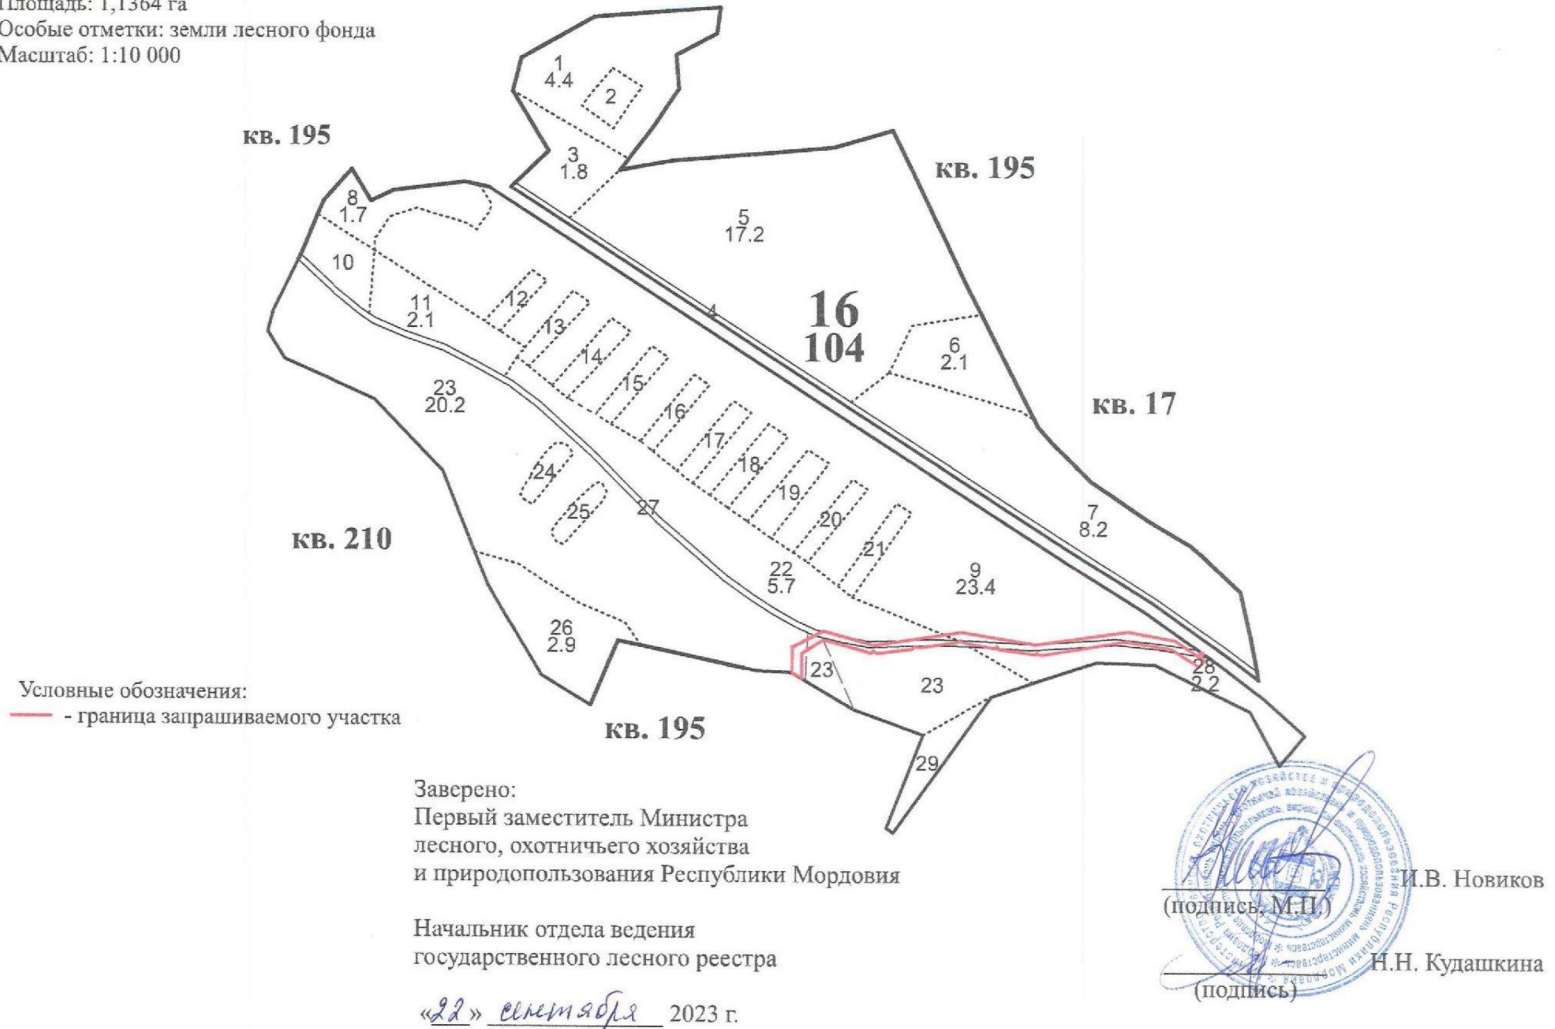 Площадь: 1,1364 га
Особые отметки: земли лесного фонда
Масштаб: 1:10 000
1
4.4
2
кв. 195
3
1.8
кв. 195
8
1.7
5
17.2
10
11
2.1
12
13
4
16
104
6
2.1
14
15
23
20.2
16
кв. 17
17
18
24
19
25
27
20
7
8.2
21
кв. 210
22
5.7
9
23.4
26
2.9
23
23
28
2.2
Условные обозначения:
- граница запрашиваемого участка
кв. 195
29
Заверено:
Первый заместитель Министра
лесного, охотничьего хозяйства
и природопользования Республики Мордовия
И.В. Новиков
(подпись, М.П.)
Начальник отдела ведения
государственного лесного реестра
Н.Н. Кудашкина
(подпись)
«22» сентября 2023 г.